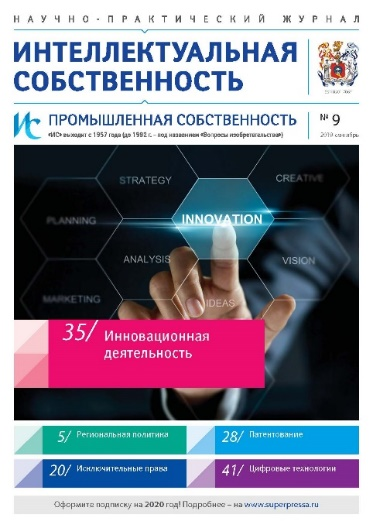 НАУЧНО-ПРАКТИЧЕСКИЙ ЖУРНАЛ
ИНТЕЛЛЕКТУАЛЬНАЯ
СОБСТВЕННОСТЬ
ИС ПРОМЫШЛЕННАЯ СОБСТВЕННОСТЬ
«ИС» выходит с 1957 года (до 1992 г. – под названием «Вопросы изобретательства»)
№ 9
2019 сентябрь
STRATEGY
CREATIVE
PLANNING
INNOVATION
ANALYSIS
VISION
MARKETING
IDEAS
35/ Инновационная
деятельность
5/ Региональная политика
28/ Патентование
20/ Исключительные права
41/ Цифровые технологии
Оформите подписку на 2020 год! Подробнее – на www.superpressa.ru